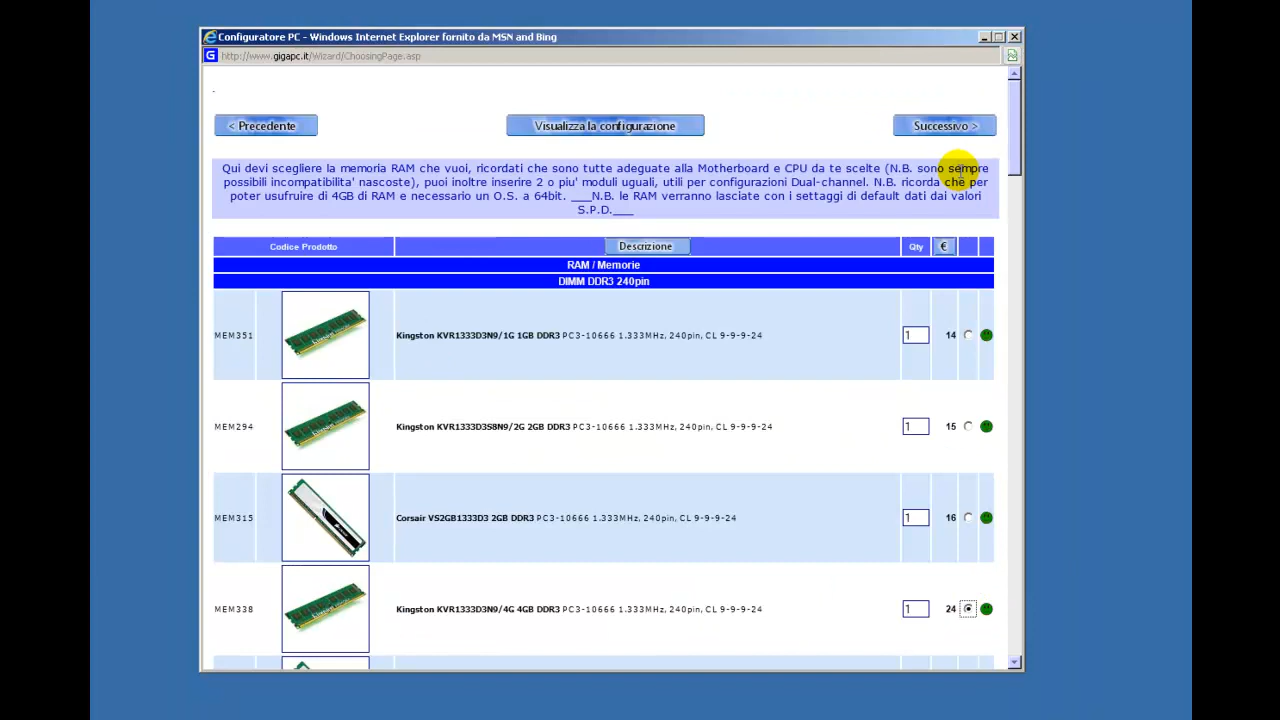 Configuratore PC - Windows Internet Explorer fornito da MSN and Bing
http://www.gigapc.it/Wizard/ChoosingPage.asp
.
< Precedente Visualizza la configurazione Successivo >
Qui devi scegliere la memoria RAM che vuoi, ricordati che sono tutte adeguate alla Motherboard e CPU da te scelte (N.B. sono sempre
possibili incompatibilita' nascoste), puoi inoltre inserire 2 o piu' moduli uguali, utili per configurazioni Dual-channel. N.B. ricorda che per
poter usufruire di 4GB di RAM e necessario un O.S. a 64bit. ___N.B. le RAM verranno lasciate con i settaggi di default dati dai valori
S.P.D.___
Codice Prodotto Descrizione Qty €
RAM / Memorie
DIMM DDR3 240pin
MEM351 Kingston KVR1333D3N9/1G 1GB DDR3 PC3-10666 1.333MHz, 240pin, CL 9-9-9-24 1 14
MEM294 Kingston KVR1333D3S8N9/2G 2GB DDR3 PC3-10666 1.333MHz, 240pin, CL 9-9-9-24 1 15
MEM315 Corsair VS2GB1333D3 2GB DDR3 PC3-10666 1.333MHz, 240pin, CL 9-9-9-24 1 16
MEM338 Kingston KVR1333D3N9/4G 4GB DDR3 PC3-10666 1.333MHz, 240pin, CL 9-9-9-24 1 24